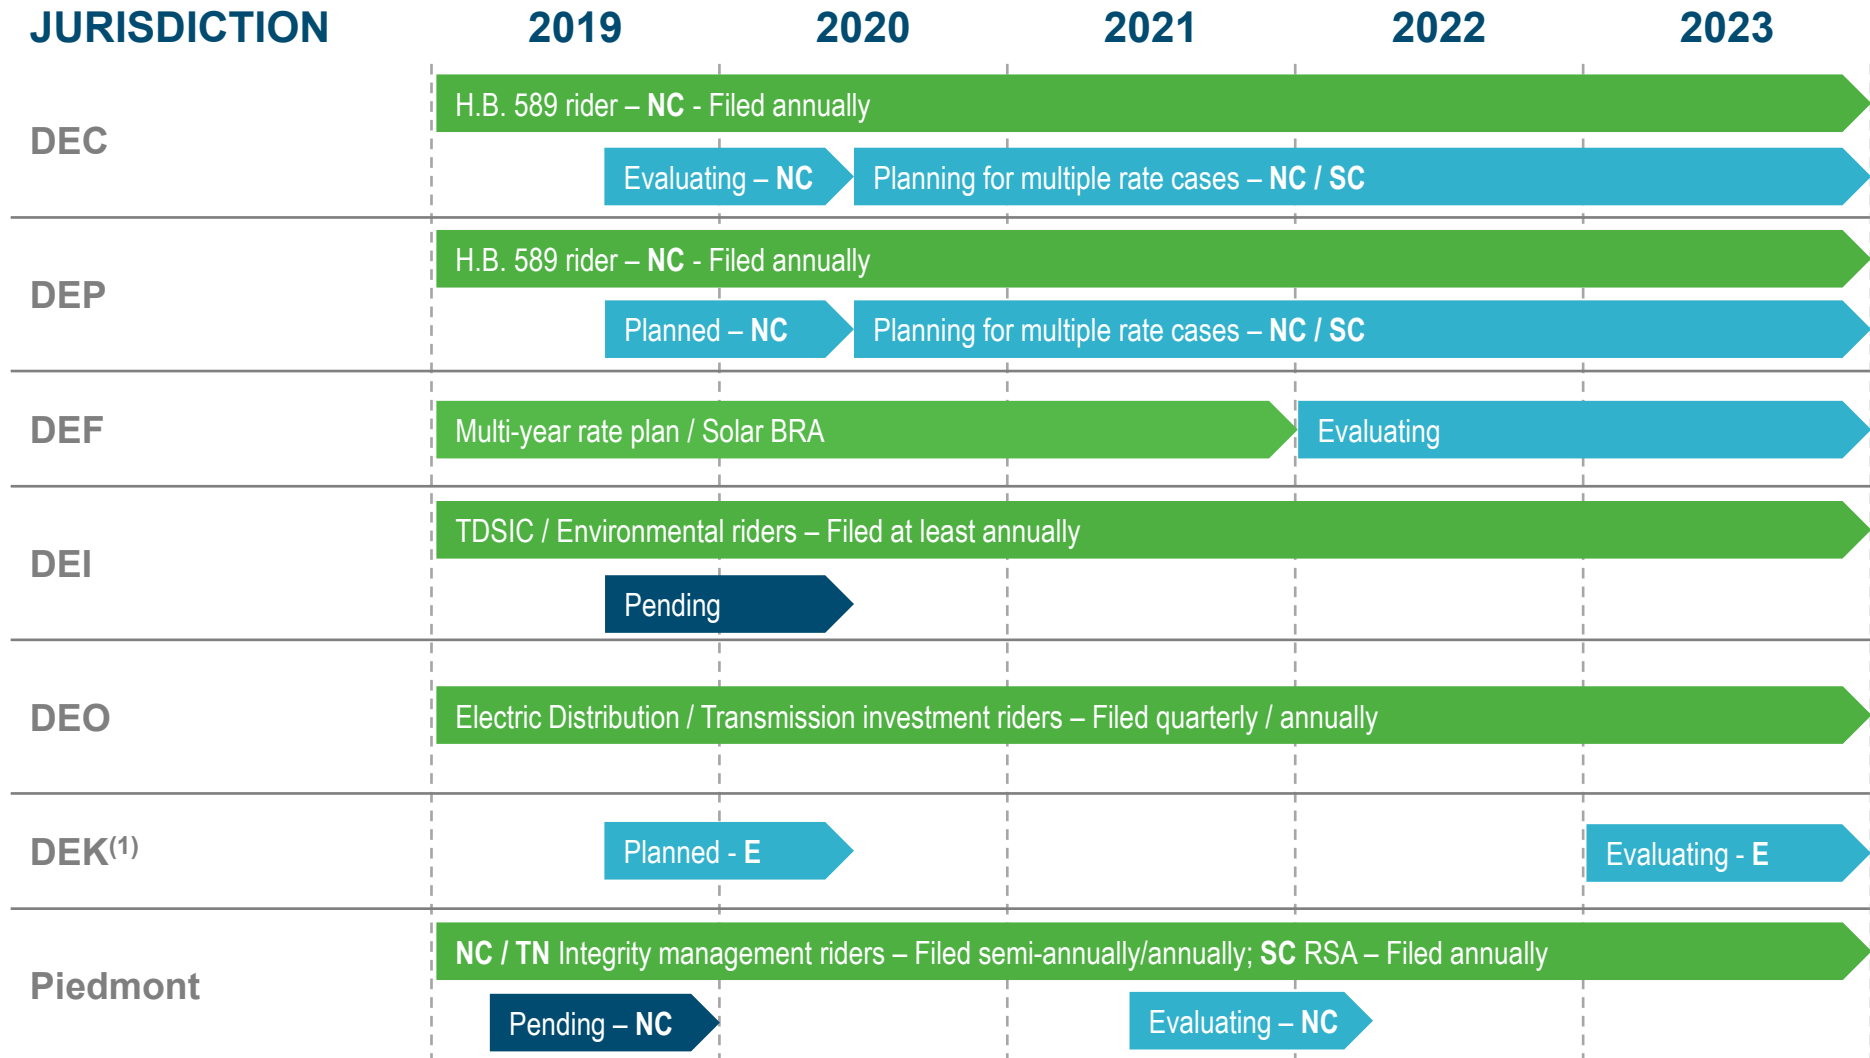 JURISDICTION 2019 2020 2021 2022 2023
DEC
H.B. 589 rider – NC - Filed annually
Evaluating – NC
Planning for multiple rate cases – NC / SC
DEP
H.B. 589 rider – NC - Filed annually
Planned – NC
Planning for multiple rate cases – NC / SC
DEF
Multi-year rate plan / Solar BRA
Evaluating
DEI
TDSIC / Environmental riders – Filed at least annually
Pending
DEO
Electric Distribution / Transmission investment riders – Filed quarterly / annually
DEK(1)
Planned - E
Evaluating - E
Piedmont
NC / TN Integrity management riders – Filed semi-annually/annually; SC RSA – Filed annually
Pending – NC
Evaluating – NC